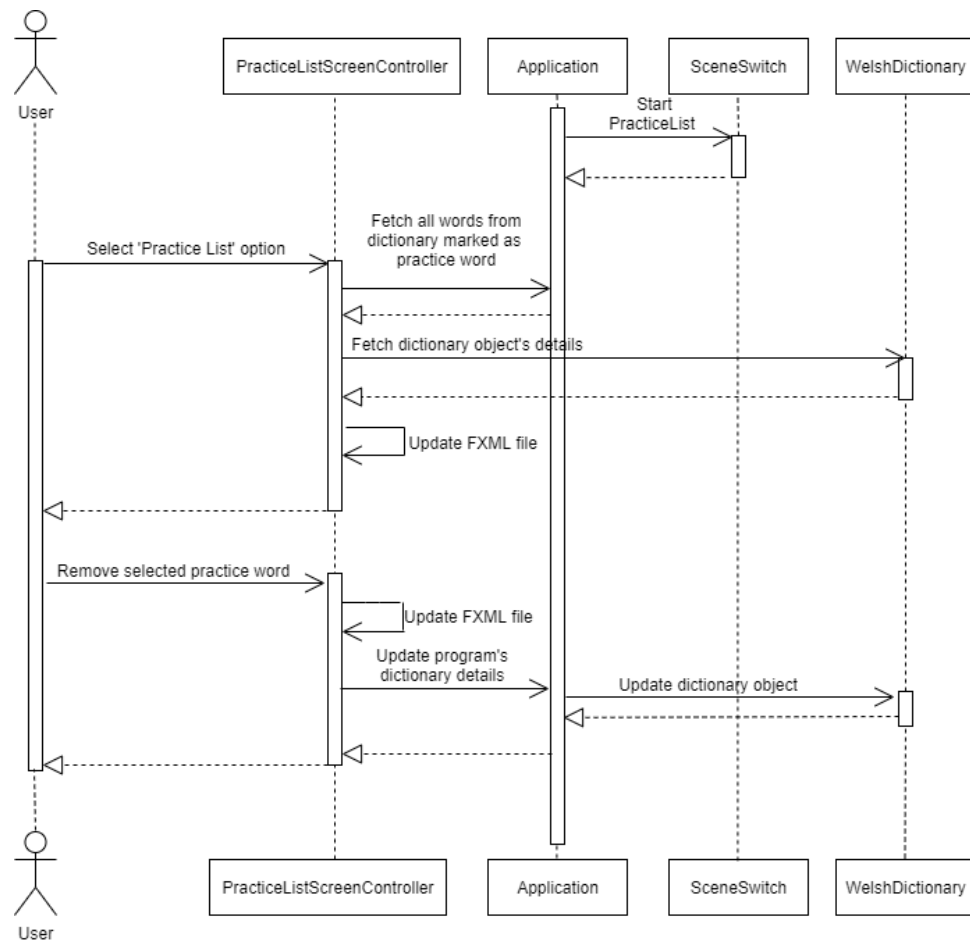 User
PracticeListScreenController
Application
SceneSwitch
WelshDictionary
Start
PracticeList
Fetch all words from
dictionary marked as
practice word
Select 'Practice List' option
Fetch dictionary object's details
Update FXML file
Remove selected practice word
Update FXML file
Update program's
dictionary details
Update dictionary object
User
PracticeListScreenController
Application
SceneSwitch
WelshDictionary